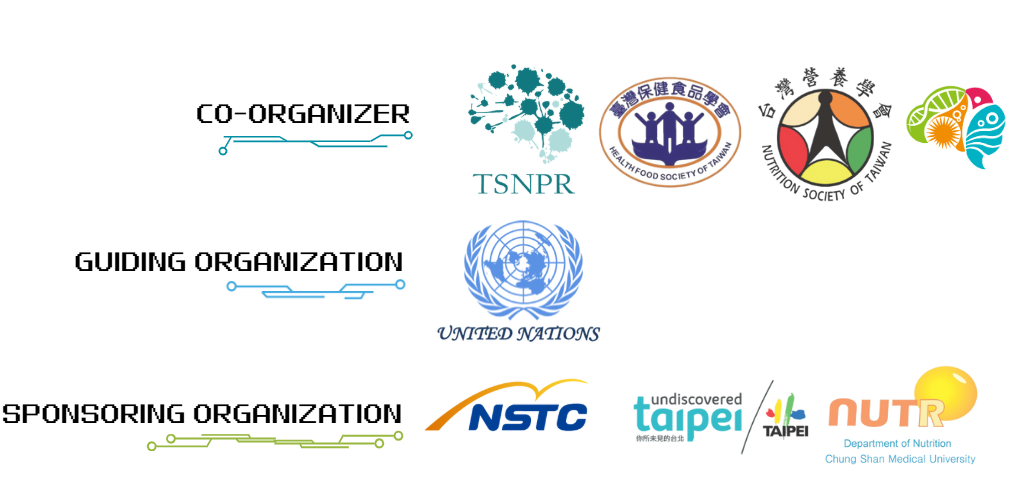 CO-ORGANIZER
TSNPR
臺灣保健食品學會
HEALTH FOOD SOCIETY OF TAIWAN
台灣營養學會
NUTRITION SOCIETY OF TAIWAN
GUIDING ORGANIZATION
UNITED NATIONS
SPONSORING ORGANIZATION
NSTC
undiscovered
taipei
你所未見的台北
TAIPEI
NUTR
Department of Nutrition
Chung Shan Medical University